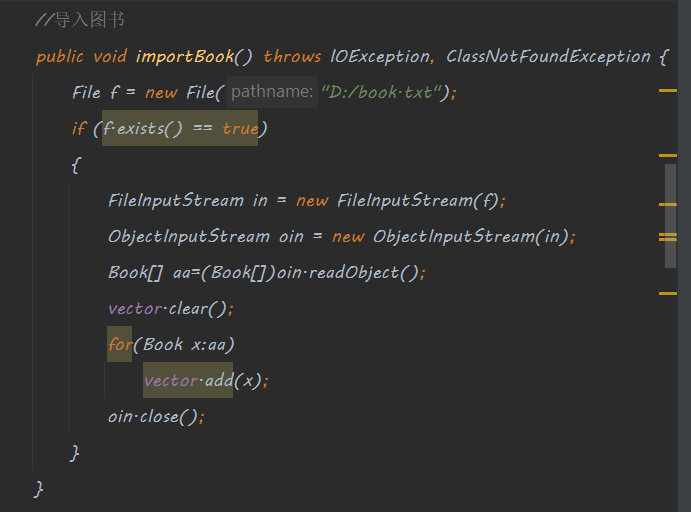 //导入图书
public void importBook() throws IOException, ClassNotFoundException {
File f = new File( pathname: "D:/book.txt");
if (f.exists() == true)
{
FileInputStream in = new FileInputStream(f);
ObjectInputStream oin = new ObjectInputStream(in);
Book[] aa=(Book[])oin.readObject();
vector.clear();
for(Book x:aa)
vector.add(x);
oin.close();
}
}